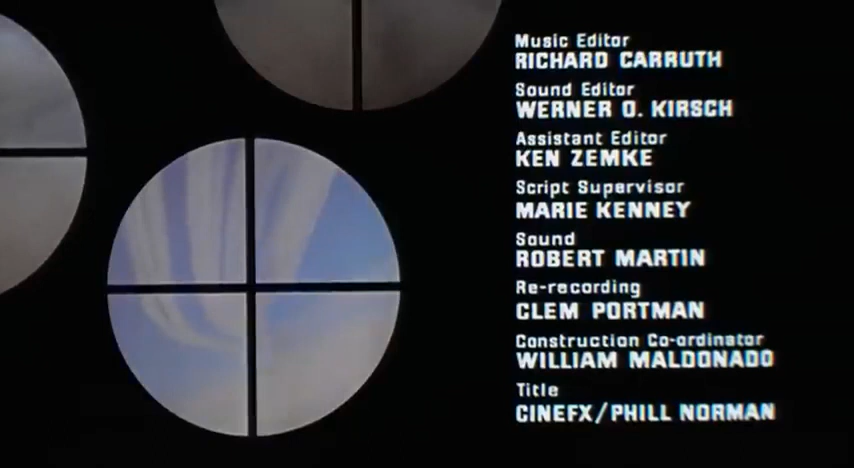 Music Editor
RICHARD CARRUTH
Sound Editor
WERNER O. KIRSCH
Assistant Editor
KEN ZEMKE
Script Supervisor
MARIE KENNEY
Sound
ROBERT MARTIN
Re-recording
CLEM PORTMAN
Construction Co-ordinator
WILLIAM MALDONADO
Title
CINEFX/PHILL NORMAN